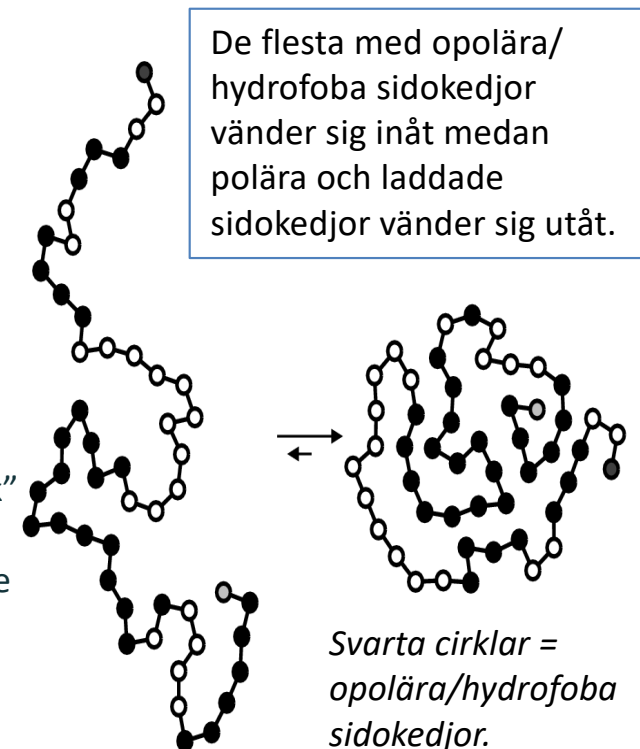 De flesta med opolära/
hydrofoba sidokedjor
vänder sig inåt medan
polära och laddade
sidokedjor vänder sig utåt.
”
e
Svarta cirklar =
opolära/hydrofoba
sidokedjor.